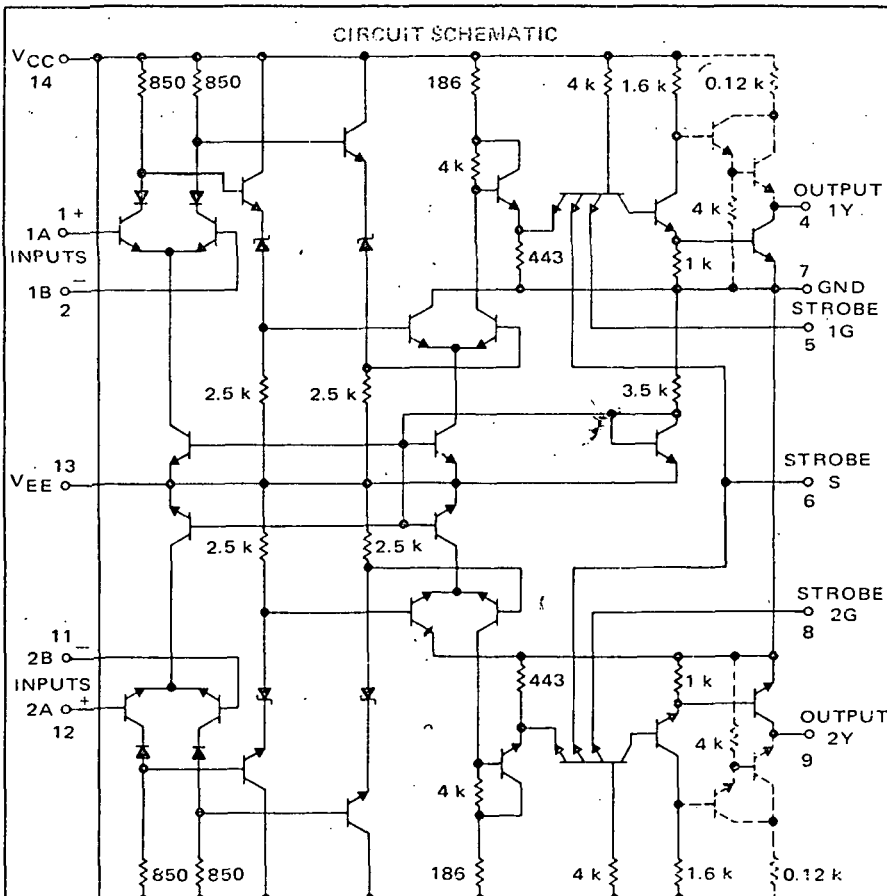 CIRCUIT SCHEMATIC
VCC
14
850
850
186
4 k
1.6 k
0.12 k
4 k
4 k
OUTPUT
1Y
4
1 +
1A
INPUTS
1B −
2
443
1 k
7
GND
STROBE
1G
5
2.5 k
2.5 k
3.5 k
13
VEE
STROBE
S
6
2.5 k
2.5 k
STROBE
2G
8
11
2B −
INPUTS
2A +
12
443
1 k
OUTPUT
2Y
9
4 k
4 k
850
850
186
4 k
1.6 k
0.12 k